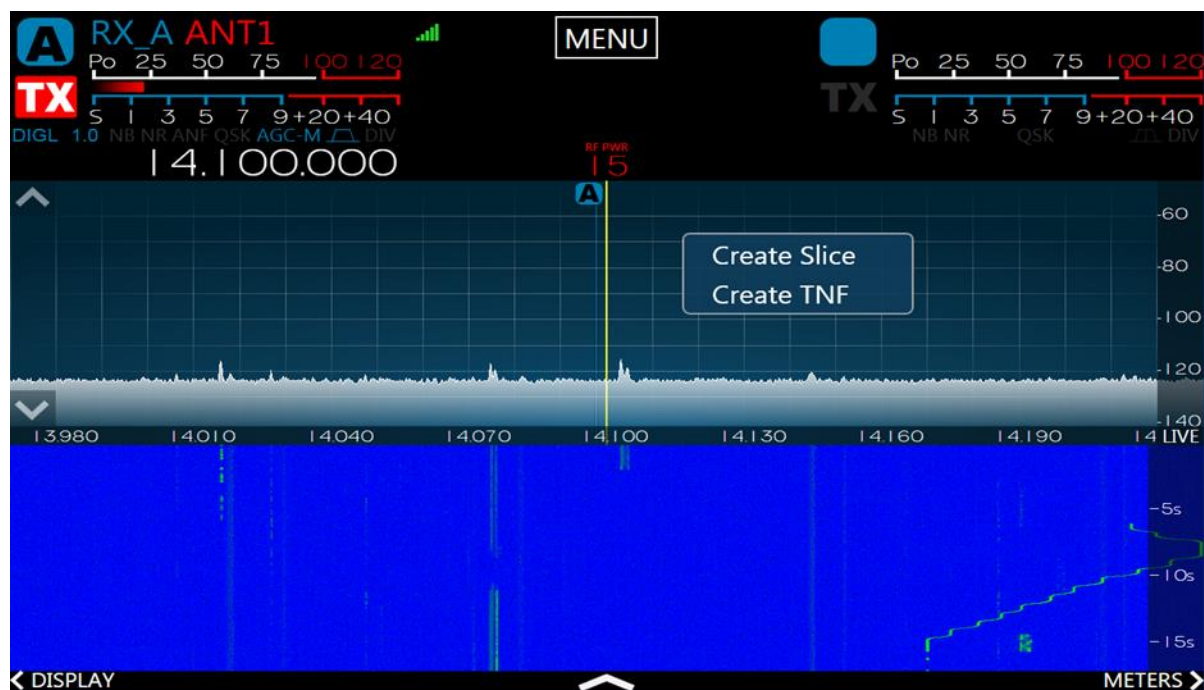 A RX_A ANT1 MENU
Po 25 50 75 100 120 Po 25 50 75 100 120
TX TX
S 1 3 5 7 9+20+40 S 1 3 5 7 9+20+40
DIGL 1.0 NB NR ANF QSK AGC-M DIV NB NR QSK DIV
14.100.000 RF PWR 15
A
-60
Create Slice
-80
Create TNF
-100
-120
-140
13.980 14.010 14.040 14.070 14.100 14.130 14.160 14.190 14 LIVE
-5s
-10s
-15s
DISPLAY METERS